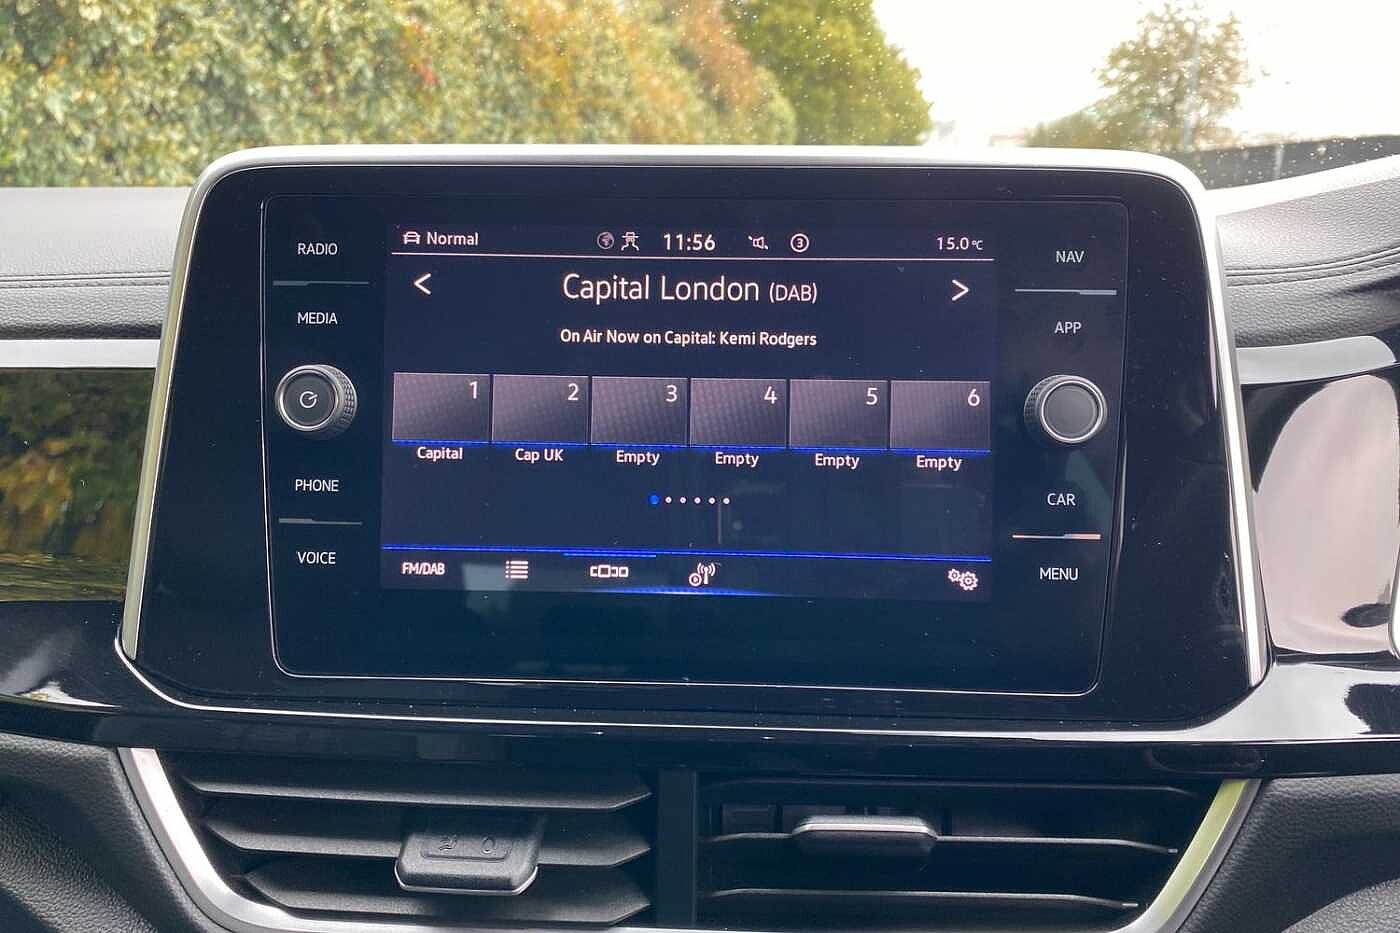 RADIO
MEDIA
PHONE
VOICE
Normal
11:56
3
15.0 °C
< Capital London (DAB) >
On Air Now on Capital: Kemi Rodgers
1 2 3 4 5 6
Capital Cap UK Empty Empty Empty Empty
FM/DAB
NAV
APP
CAR
MENU